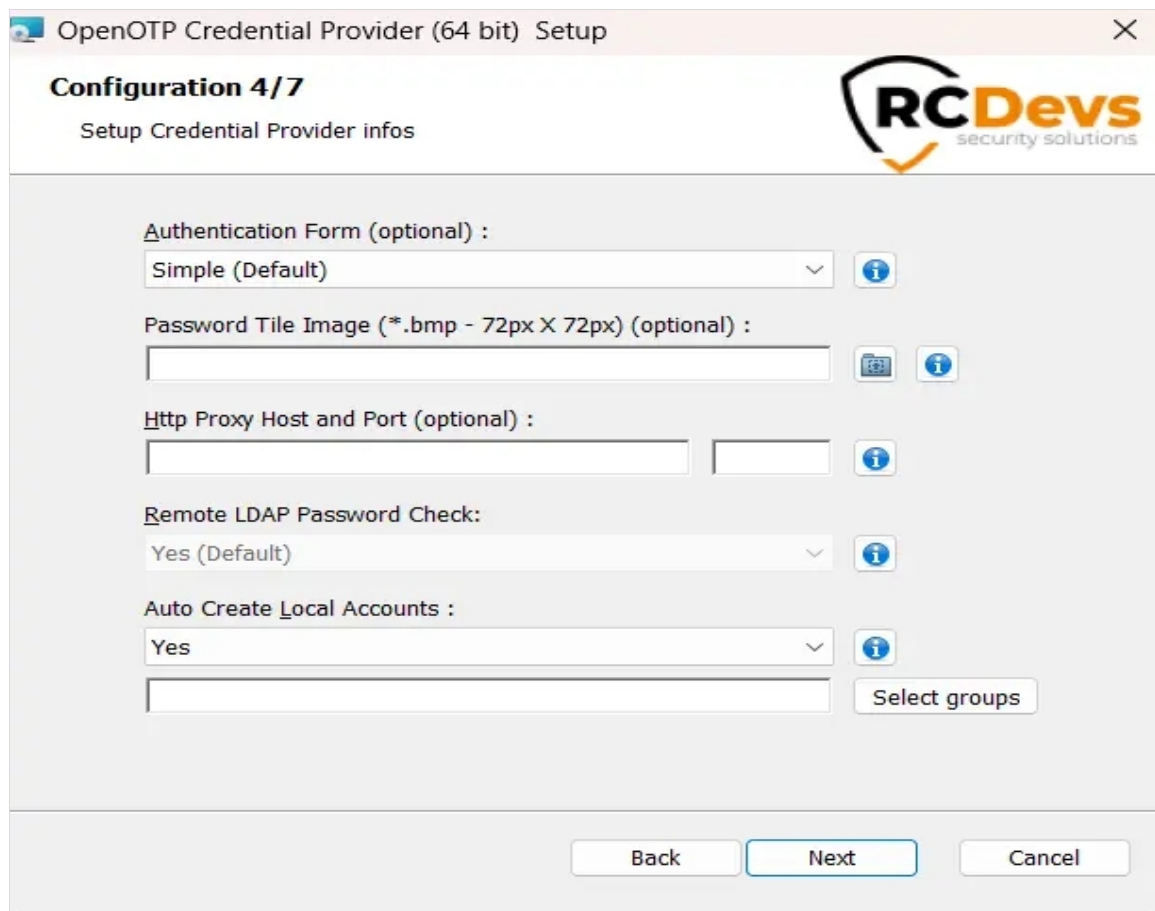 OpenOTP Credential Provider (64 bit) Setup
Configuration 4/7
Setup Credential Provider infos
RCDevs
security solutions
Authentication Form (optional) :
Simple (Default)
Password Tile Image (*.bmp - 72px X 72px) (optional) :
Http Proxy Host and Port (optional) :
Remote LDAP Password Check:
Yes (Default)
Auto Create Local Accounts :
Yes
Select groups
Back Next Cancel